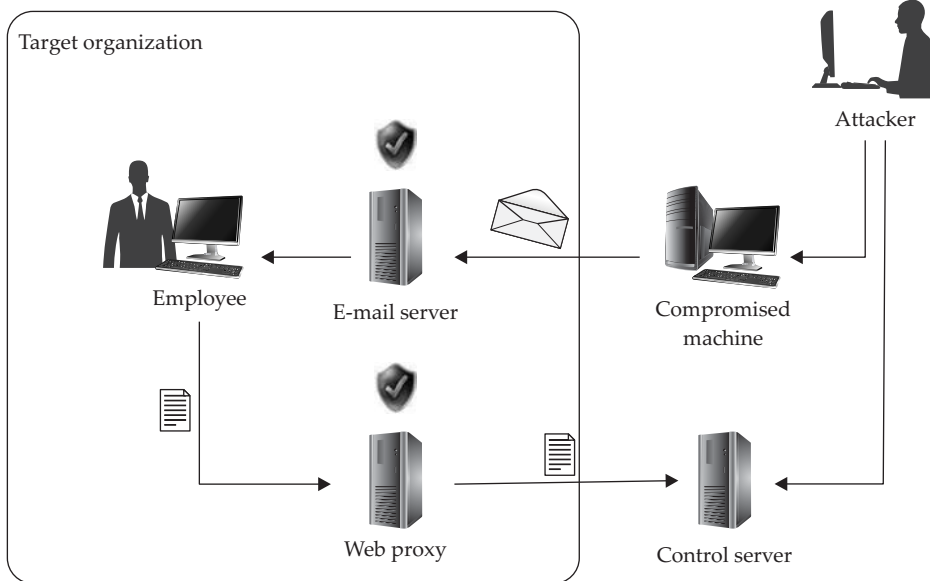 Target organization
Attacker
Employee
E-mail server
Compromised
machine
Web proxy
Control server